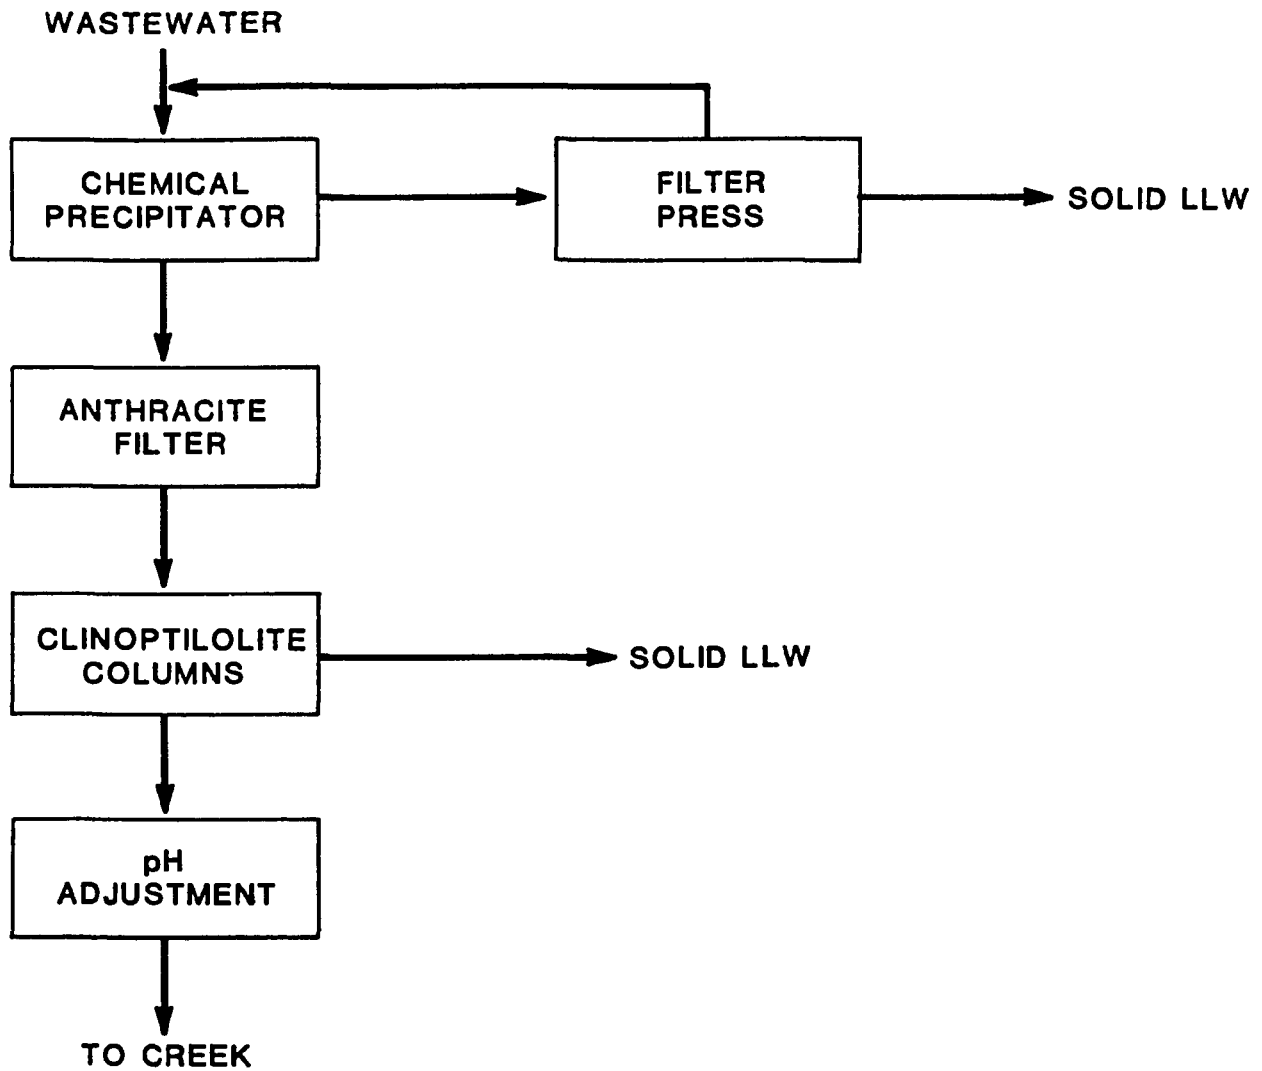 WASTEWATER
CHEMICAL
PRECIPITATOR
FILTER
PRESS
SOLID LLW
ANTHRACITE
FILTER
CLINOPTILOLITE
COLUMNS
SOLID LLW
pH
ADJUSTMENT
TO CREEK